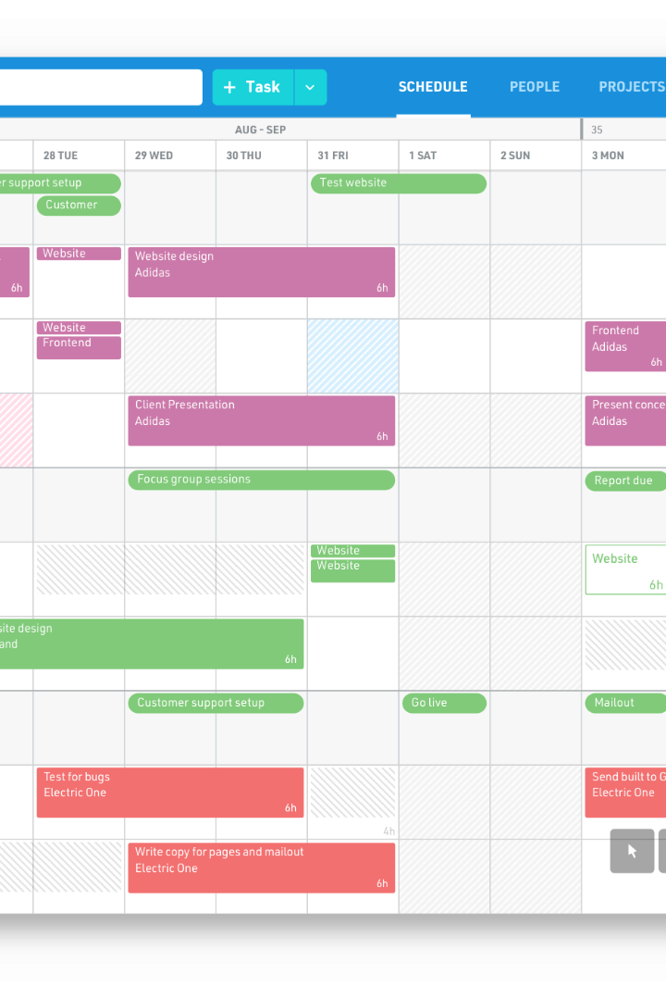 + Task
SCHEDULE
PEOPLE
PROJECTS
AUG - SEP
35
28 TUE
29 WED
30 THU
31 FRI
1 SAT
2 SUN
3 MON
support setup
Test website
Customer
Website
Website design
Adidas
6h
6h
Website
Frontend
Frontend
Adidas
6h
Client Presentation
Adidas
6h
Present
Adidas
Focus group sessions
Report due
Website
Website
Website
6h
design
6h
Customer support setup
Go live
Mailout
Test for bugs
Electric One
6h
4h
Send built to
Electric One
Write copy for pages and mailout
Electric One
6h